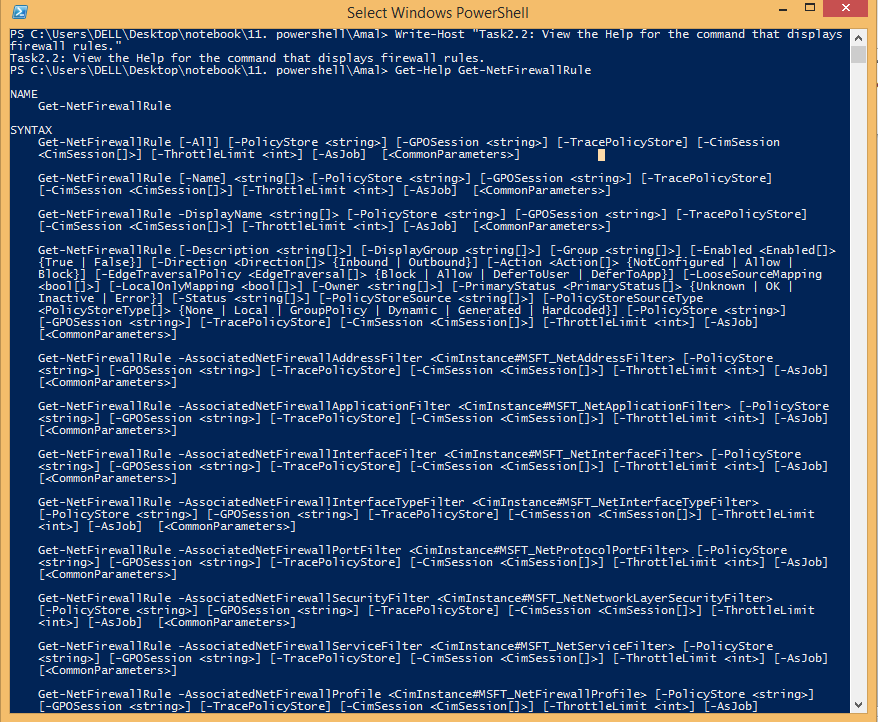 Select Windows PowerShell
PS C:\Users\DELL\Desktop\notebook\11. powershell\Amal> Write-Host "Task2.2: View the Help for the command that displays
firewall rules."
Task2.2: View the Help for the command that displays firewall rules.
PS C:\Users\DELL\Desktop\notebook\11. powershell\Amal> Get-Help Get-NetFirewallRule
NAME
Get-NetFirewallRule
SYNTAX
Get-NetFirewallRule [-All] [-PolicyStore <string>] [-GPOSession <string>] [-TracePolicyStore] [-CimSession
<CimSession[]>] [-ThrottleLimit <int>] [-AsJob]  [<CommonParameters>]
Get-NetFirewallRule [-Name] <string[]> [-PolicyStore <string>] [-GPOSession <string>] [-TracePolicyStore]
[-CimSession <CimSession[]>] [-ThrottleLimit <int>] [-AsJob]  [<CommonParameters>]
Get-NetFirewallRule -DisplayName <string[]> [-PolicyStore <string>] [-GPOSession <string>] [-TracePolicyStore]
[-CimSession <CimSession[]>] [-ThrottleLimit <int>] [-AsJob]  [<CommonParameters>]
Get-NetFirewallRule [-Description <string[]>] [-DisplayGroup <string[]>] [-Group <string[]>] [-Enabled <Enabled[]>
{True | False}] [-Direction <Direction[]> {Inbound | Outbound}] [-Action <Action[]> {NotConfigured | Allow |
Block}] [-EdgeTraversalPolicy <EdgeTraversal[]> {Block | Allow | DeferToUser | DeferToApp}] [-LooseSourceMapping
<bool[]>] [-LocalOnlyMapping <bool[]>] [-Owner <string[]>] [-PrimaryStatus <PrimaryStatus[]> {Unknown | OK |
Inactive | Error}] [-Status <string[]>] [-PolicyStoreSource <string[]>] [-PolicyStoreSourceType
<PolicyStoreType[]> {None | Local | GroupPolicy | Dynamic | Generated | Hardcoded}] [-PolicyStore <string>]
[-GPOSession <string>] [-TracePolicyStore] [-CimSession <CimSession[]>] [-ThrottleLimit <int>] [-AsJob]
[<CommonParameters>]
Get-NetFirewallRule -AssociatedNetFirewallAddressFilter <CimInstance#MSFT_NetAddressFilter> [-PolicyStore
<string>] [-GPOSession <string>] [-TracePolicyStore] [-CimSession <CimSession[]>] [-ThrottleLimit <int>] [-AsJob]
[<CommonParameters>]
Get-NetFirewallRule -AssociatedNetFirewallApplicationFilter <CimInstance#MSFT_NetApplicationFilter> [-PolicyStore
<string>] [-GPOSession <string>] [-TracePolicyStore] [-CimSession <CimSession[]>] [-ThrottleLimit <int>] [-AsJob]
[<CommonParameters>]
Get-NetFirewallRule -AssociatedNetFirewallInterfaceFilter <CimInstance#MSFT_NetInterfaceFilter> [-PolicyStore
<string>] [-GPOSession <string>] [-TracePolicyStore] [-CimSession <CimSession[]>] [-ThrottleLimit <int>] [-AsJob]
[<CommonParameters>]
Get-NetFirewallRule -AssociatedNetFirewallInterfaceTypeFilter <CimInstance#MSFT_NetInterfaceTypeFilter>
[-PolicyStore <string>] [-GPOSession <string>] [-TracePolicyStore] [-CimSession <CimSession[]>] [-ThrottleLimit
<int>] [-AsJob]  [<CommonParameters>]
Get-NetFirewallRule -AssociatedNetFirewallPortFilter <CimInstance#MSFT_NetProtocolPortFilter> [-PolicyStore
<string>] [-GPOSession <string>] [-TracePolicyStore] [-CimSession <CimSession[]>] [-ThrottleLimit <int>] [-AsJob]
[<CommonParameters>]
Get-NetFirewallRule -AssociatedNetFirewallSecurityFilter <CimInstance#MSFT_NetNetworkLayerSecurityFilter>
[-PolicyStore <string>] [-GPOSession <string>] [-TracePolicyStore] [-CimSession <CimSession[]>] [-ThrottleLimit
<int>] [-AsJob]  [<CommonParameters>]
Get-NetFirewallRule -AssociatedNetFirewallServiceFilter <CimInstance#MSFT_NetServiceFilter> [-PolicyStore
<string>] [-GPOSession <string>] [-TracePolicyStore] [-CimSession <CimSession[]>] [-ThrottleLimit <int>] [-AsJob]
[<CommonParameters>]
Get-NetFirewallRule -AssociatedNetFirewallProfile <CimInstance#MSFT_NetFirewallProfile> [-PolicyStore <string>]
[-GPOSession <string>] [-TracePolicyStore] [-CimSession <CimSession[]>] [-ThrottleLimit <int>] [-AsJob]